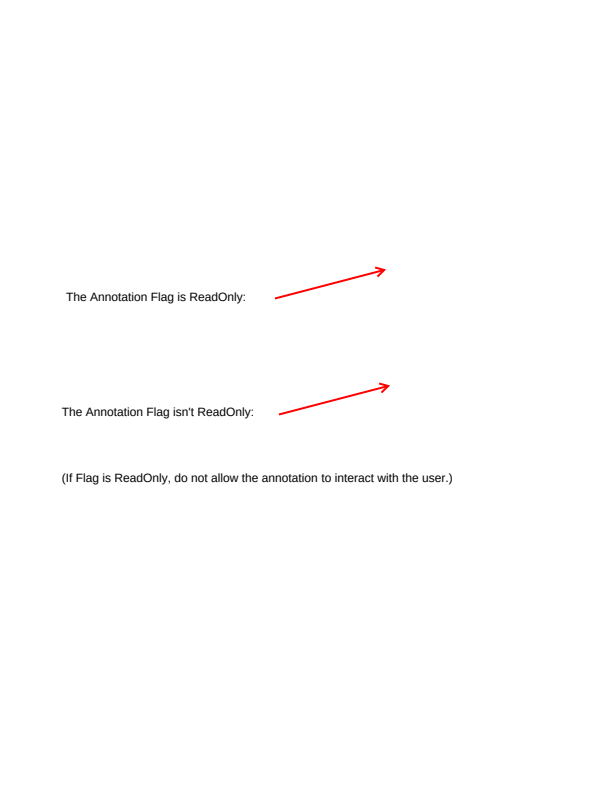 The Annotation Flag is ReadOnly:
The Annotation Flag isn't ReadOnly:
(If Flag is ReadOnly, do not allow the annotation to interact with the user.)